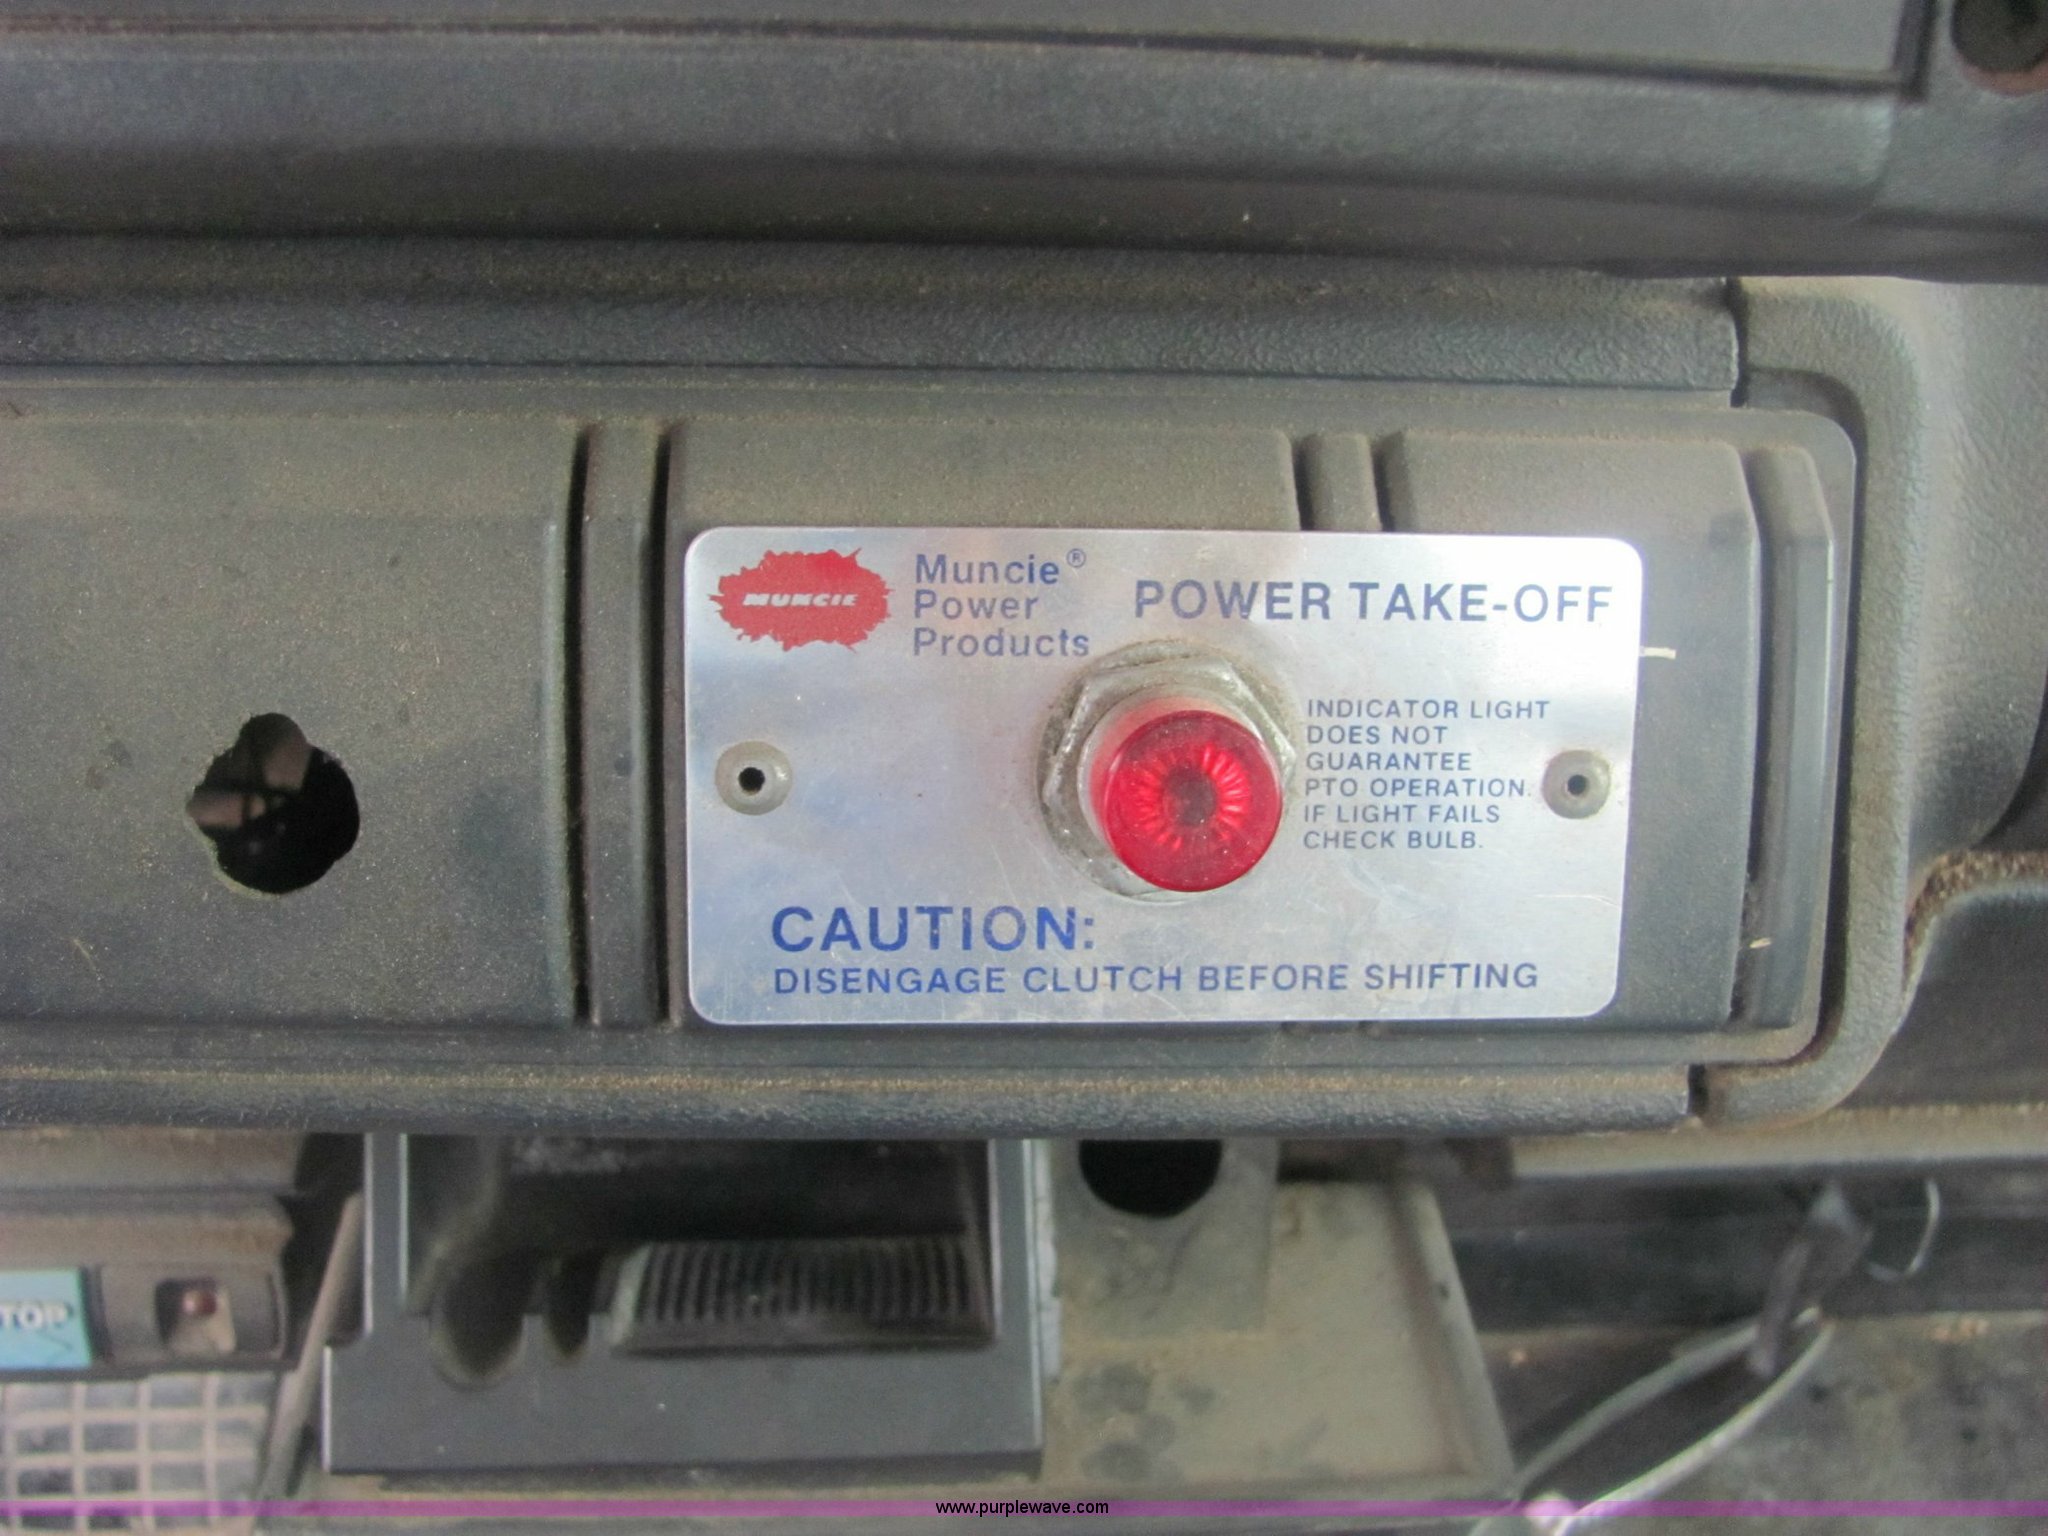 MUNCIE
Muncie®
Power
Products
POWER TAKE-OFF
INDICATOR LIGHT
DOES NOT
GUARANTEE
PTO OPERATION.
IF LIGHT FAILS
CHECK BULB.
CAUTION:
DISENGAGE CLUTCH BEFORE SHIFTING
TOP
www.purplewave.com